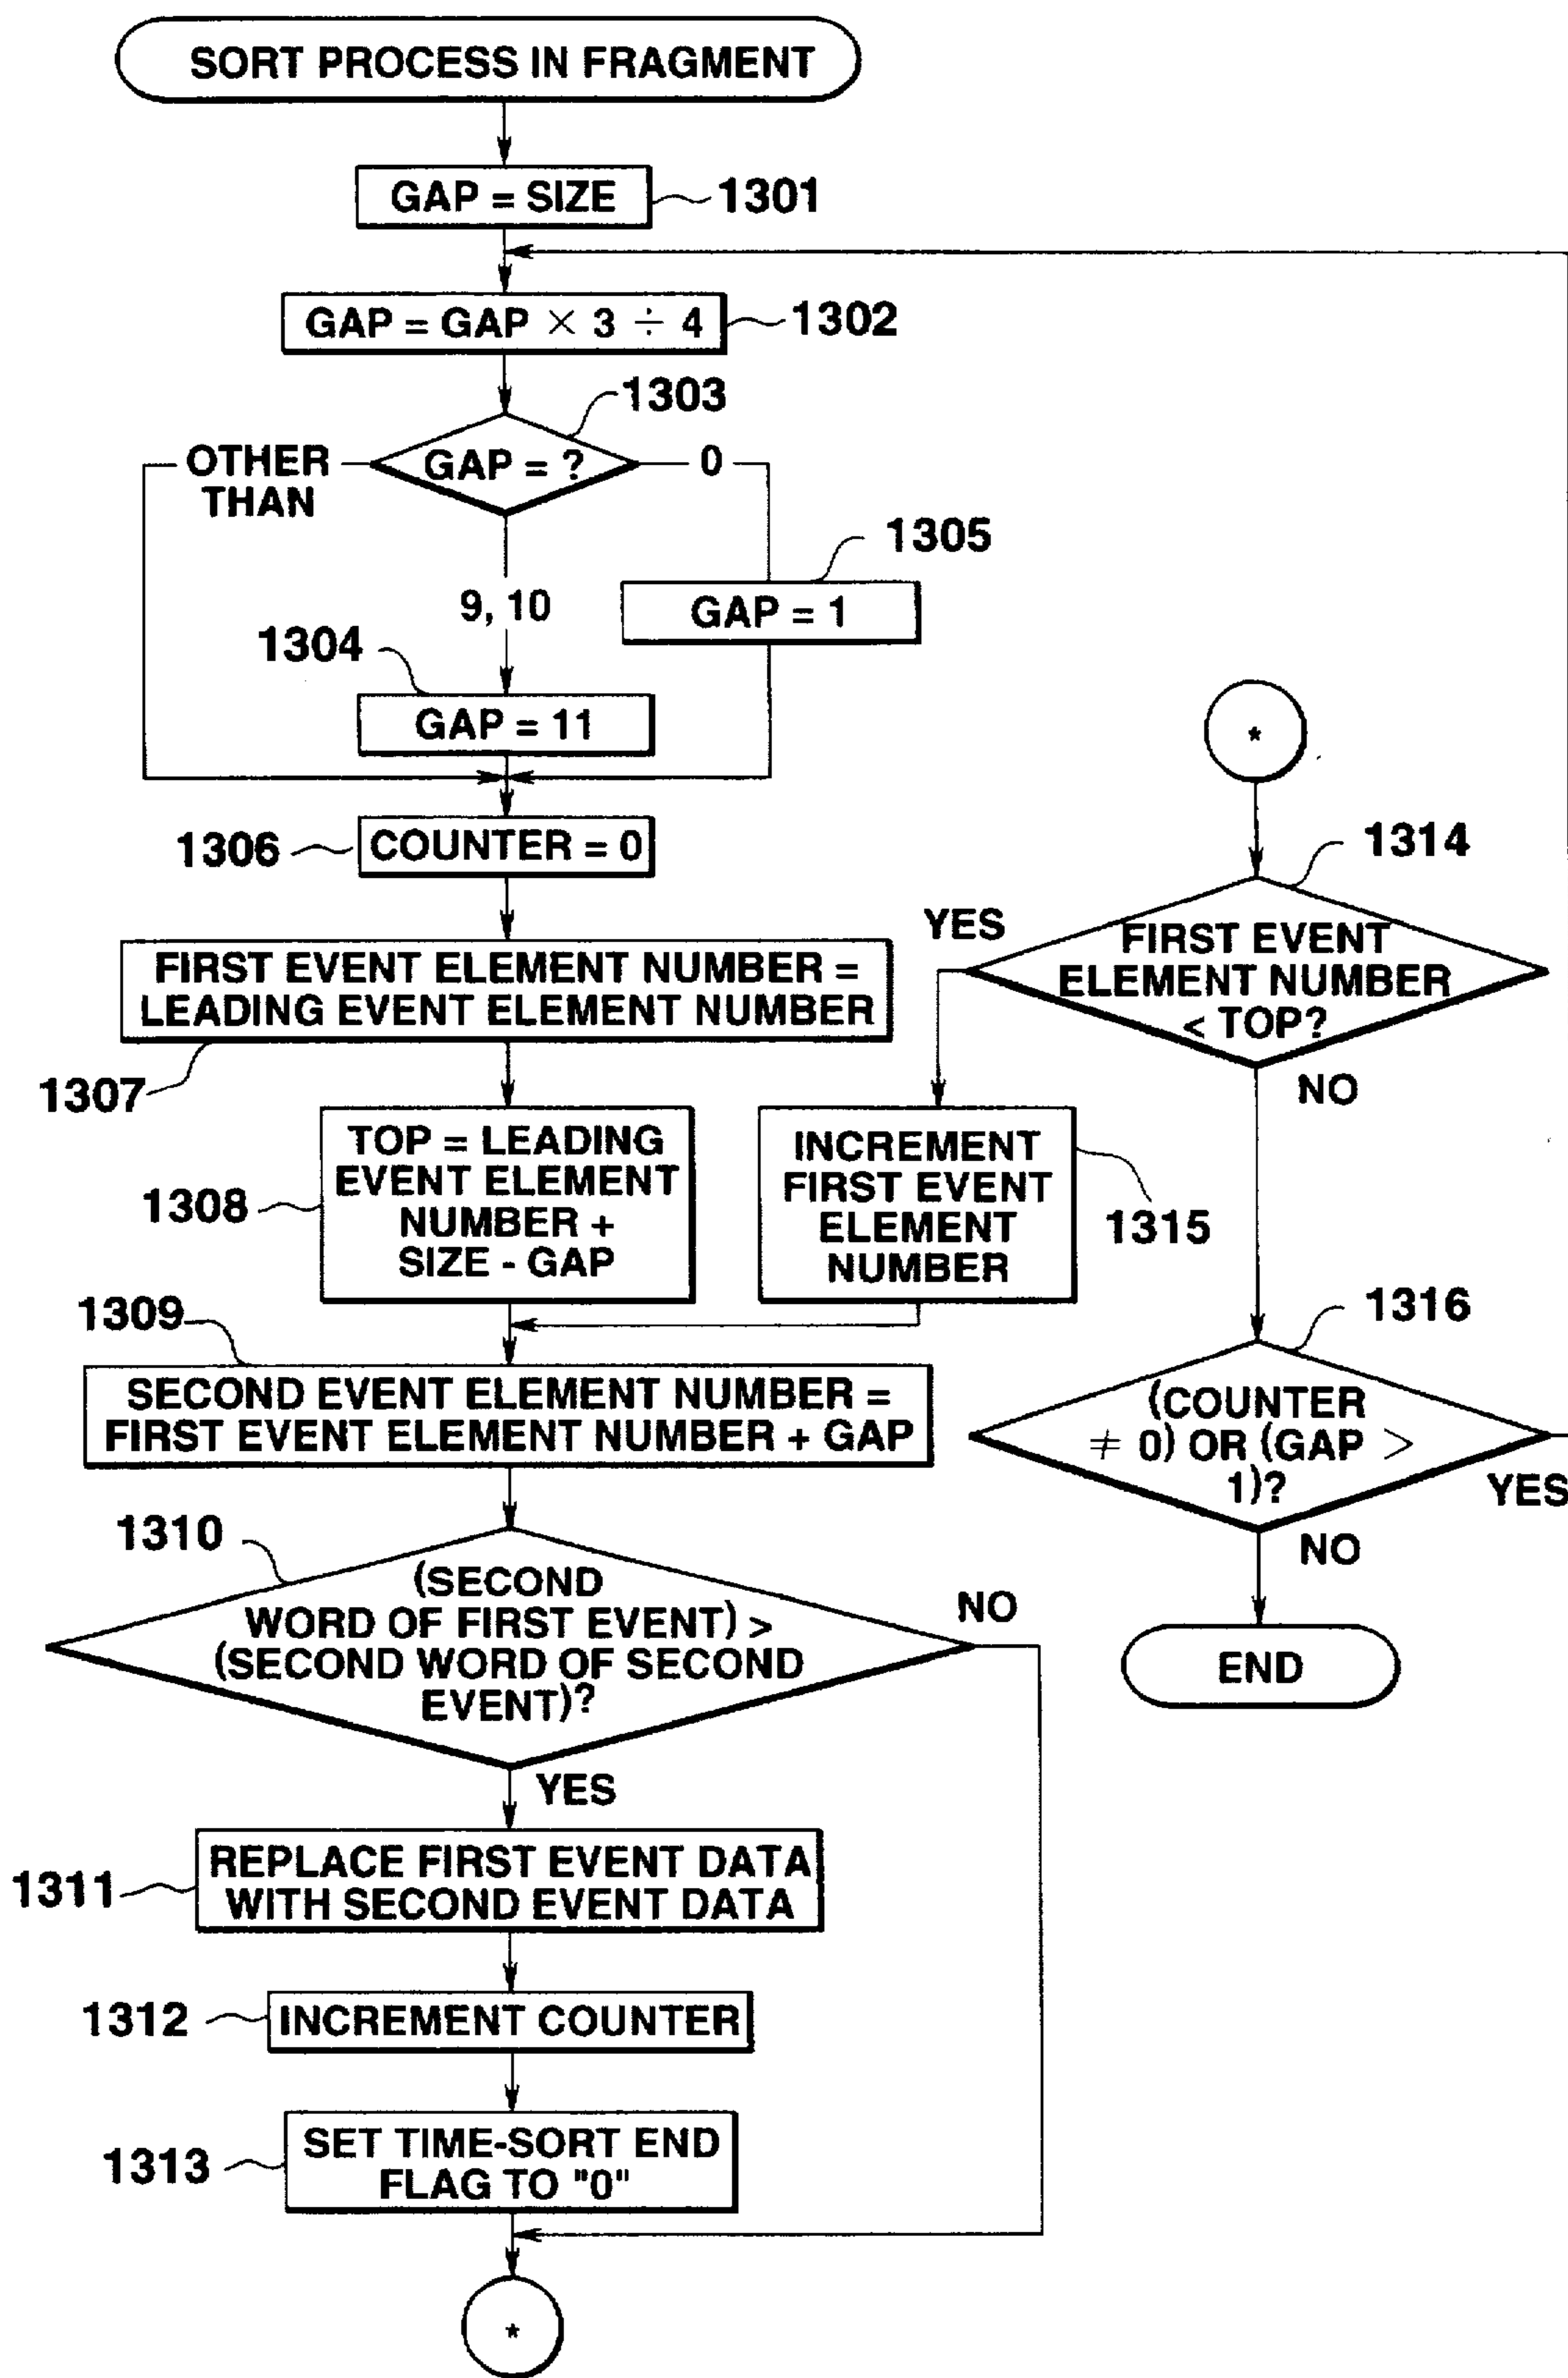 SORT PROCESS IN FRAGMENT
GAP = SIZE
1301
GAP = GAP × 3 ÷ 4
1302
1303
OTHER
THAN
GAP = ?
0
1305
9, 10
GAP = 1
1304
GAP = 11
*
1306
COUNTER = 0
1314
YES
FIRST EVENT
ELEMENT NUMBER
< TOP?
NO
FIRST EVENT ELEMENT NUMBER =
LEADING EVENT ELEMENT NUMBER
1307
TOP = LEADING
EVENT ELEMENT
NUMBER +
SIZE - GAP
1308
INCREMENT
FIRST EVENT
ELEMENT
NUMBER
1315
1309
SECOND EVENT ELEMENT NUMBER =
FIRST EVENT ELEMENT NUMBER + GAP
1316
(COUNTER
≠ 0) OR (GAP >
1)?
YES
NO
END
1310
(SECOND
WORD OF FIRST EVENT) >
(SECOND WORD OF SECOND
EVENT)?
NO
YES
1311
REPLACE FIRST EVENT DATA
WITH SECOND EVENT DATA
1312
INCREMENT COUNTER
1313
SET TIME-SORT END
FLAG TO "0"
*